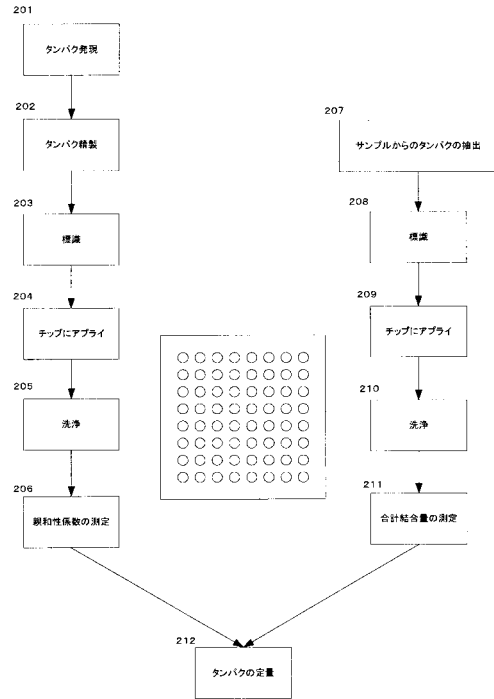 201
タンパク発現
202
タンパク精製
203
標識
204
チップにアプライ
205
洗浄
206
親和性係数の測定
207
サンプルからのタンパクの抽出
208
標識
209
チップにアプライ
210
洗浄
211
合計結合量の測定
212
タンパクの定量